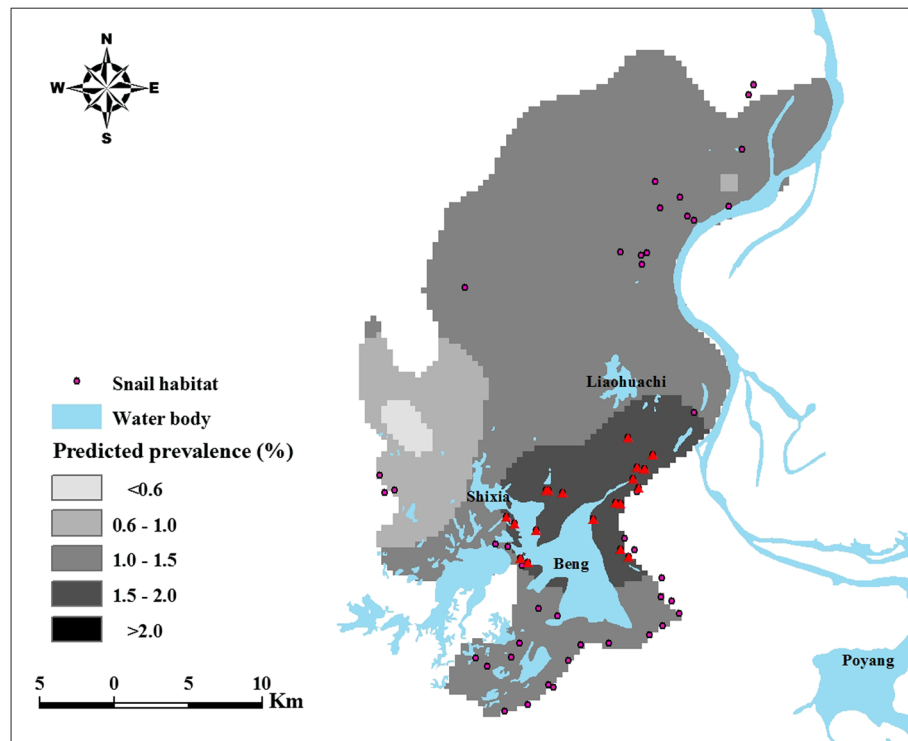 N
W E
S
Liaohuachi
Snail habitat
Water body
Predicted prevalence (%)
<0.6
Shixia
0.6 - 1.0
1.0 - 1.5
Beng
1.5 - 2.0
>2.0
Poyang
5 0 5 10 Km